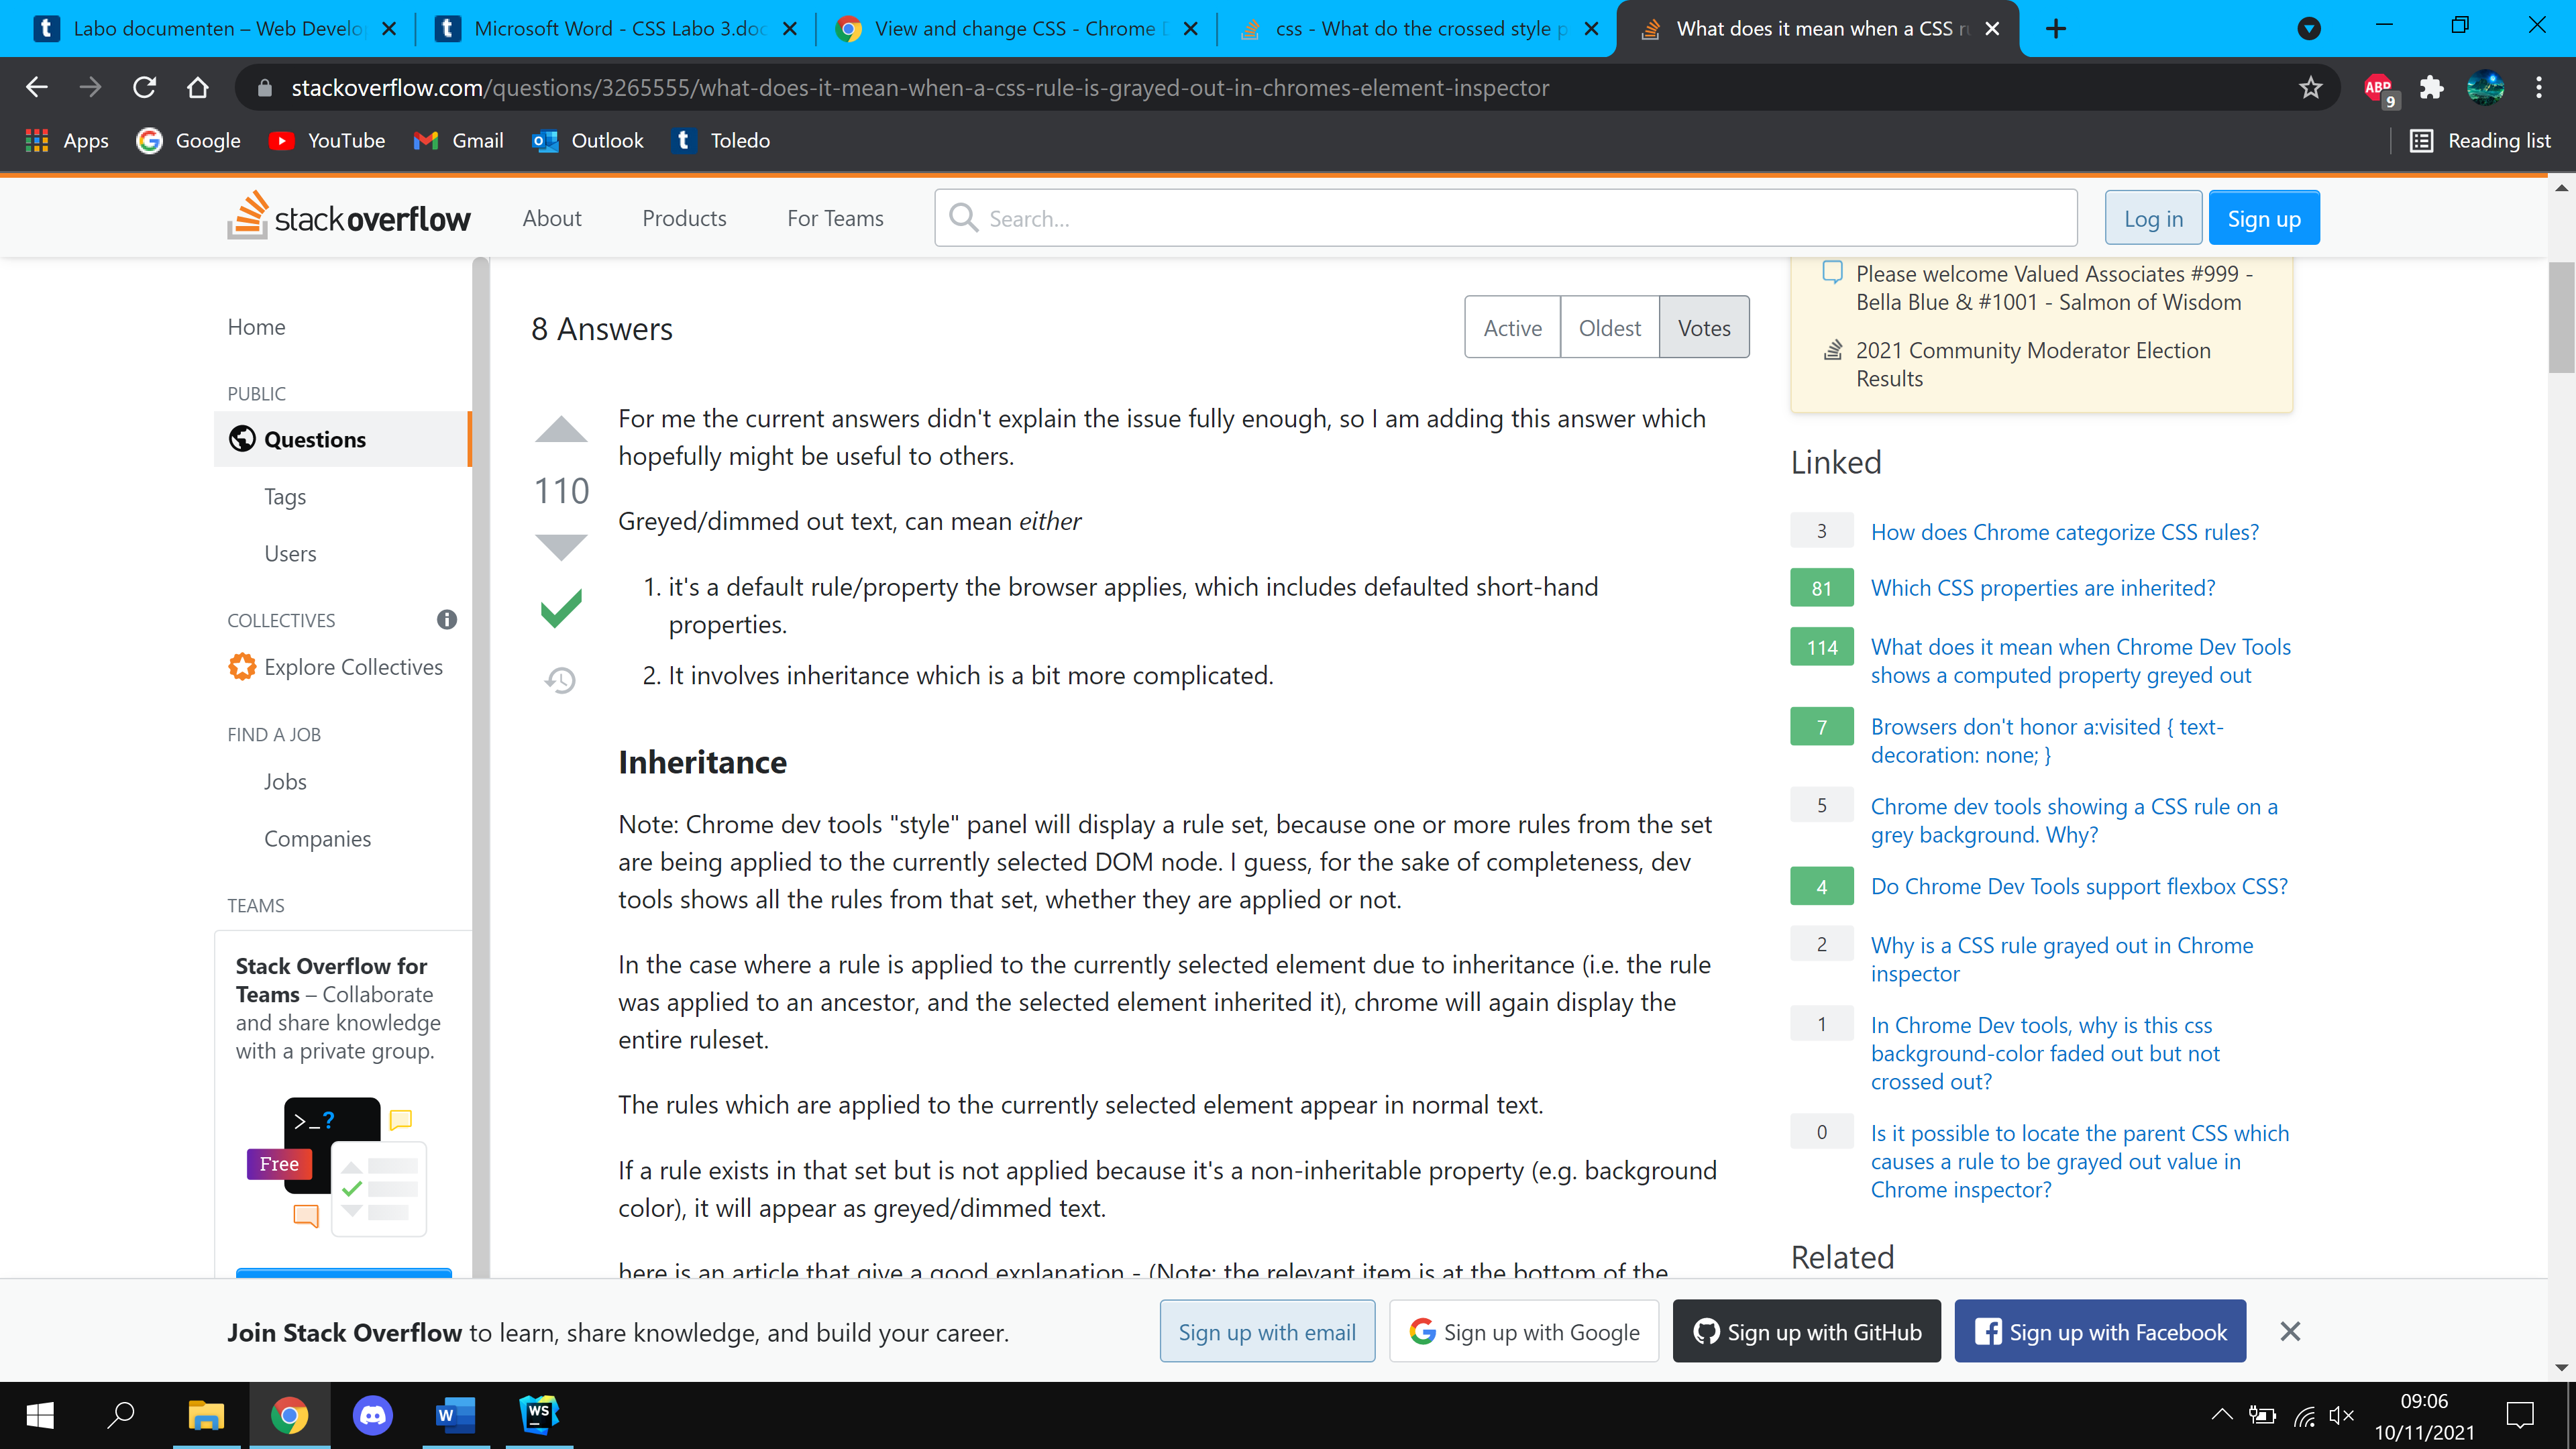 Labo documenten – Web Develo
Microsoft Word - CSS Labo 3.doc
View and change CSS - Chrome D
css - What do the crossed style p
What does it mean when a CSS ru
stackoverflow.com/questions/3265555/what-does-it-mean-when-a-css-rule-is-grayed-out-in-chromes-element-inspector
ABP
9
Apps
Google
YouTube
Gmail
Outlook
Toledo
Reading list
stackoverflow
About
Products
For Teams
Search...
Log in
Sign up
Home
PUBLIC
Questions
Tags
Users
COLLECTIVES
Explore Collectives
FIND A JOB
Jobs
Companies
TEAMS
Stack Overflow for
Teams – Collaborate
and share knowledge
with a private group.
>_?
Free
8 Answers
Active
Oldest
Votes
110
For me the current answers didn't explain the issue fully enough, so I am adding this answer which
hopefully might be useful to others.
Greyed/dimmed out text, can mean either
1. it's a default rule/property the browser applies, which includes defaulted short-hand
properties.
2. It involves inheritance which is a bit more complicated.
Inheritance
Note: Chrome dev tools "style" panel will display a rule set, because one or more rules from the set
are being applied to the currently selected DOM node. I guess, for the sake of completeness, dev
tools shows all the rules from that set, whether they are applied or not.
In the case where a rule is applied to the currently selected element due to inheritance (i.e. the rule
was applied to an ancestor, and the selected element inherited it), chrome will again display the
entire ruleset.
The rules which are applied to the currently selected element appear in normal text.
If a rule exists in that set but is not applied because it's a non-inheritable property (e.g. background
color), it will appear as greyed/dimmed text.
here is an article that give a good explanation - (Note: the relevant item is at the bottom of the
Please welcome Valued Associates #999 -
Bella Blue & #1001 - Salmon of Wisdom
2021 Community Moderator Election
Results
Linked
3
How does Chrome categorize CSS rules?
81
Which CSS properties are inherited?
114
What does it mean when Chrome Dev Tools
shows a computed property greyed out
7
Browsers don't honor a:visited { text-
decoration: none; }
5
Chrome dev tools showing a CSS rule on a
grey background. Why?
4
Do Chrome Dev Tools support flexbox CSS?
2
Why is a CSS rule grayed out in Chrome
inspector
1
In Chrome Dev tools, why is this css
background-color faded out but not
crossed out?
0
Is it possible to locate the parent CSS which
causes a rule to be grayed out value in
Chrome inspector?
Related
Join Stack Overflow to learn, share knowledge, and build your career.
Sign up with email
Sign up with Google
Sign up with GitHub
Sign up with Facebook
W
WS
09:06
10/11/2021